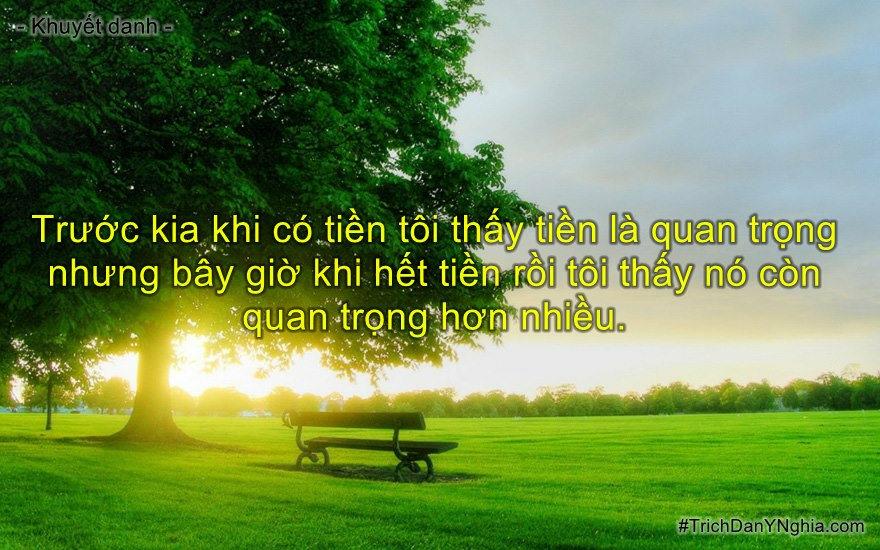 - Khuyết danh -
Trước kia khi có tiền tôi thấy tiền là quan trọng
nhưng bây giờ khi hết tiền rồi tôi thấy nó còn
quan trọng hơn nhiều.
#TrichDanYNghia.com